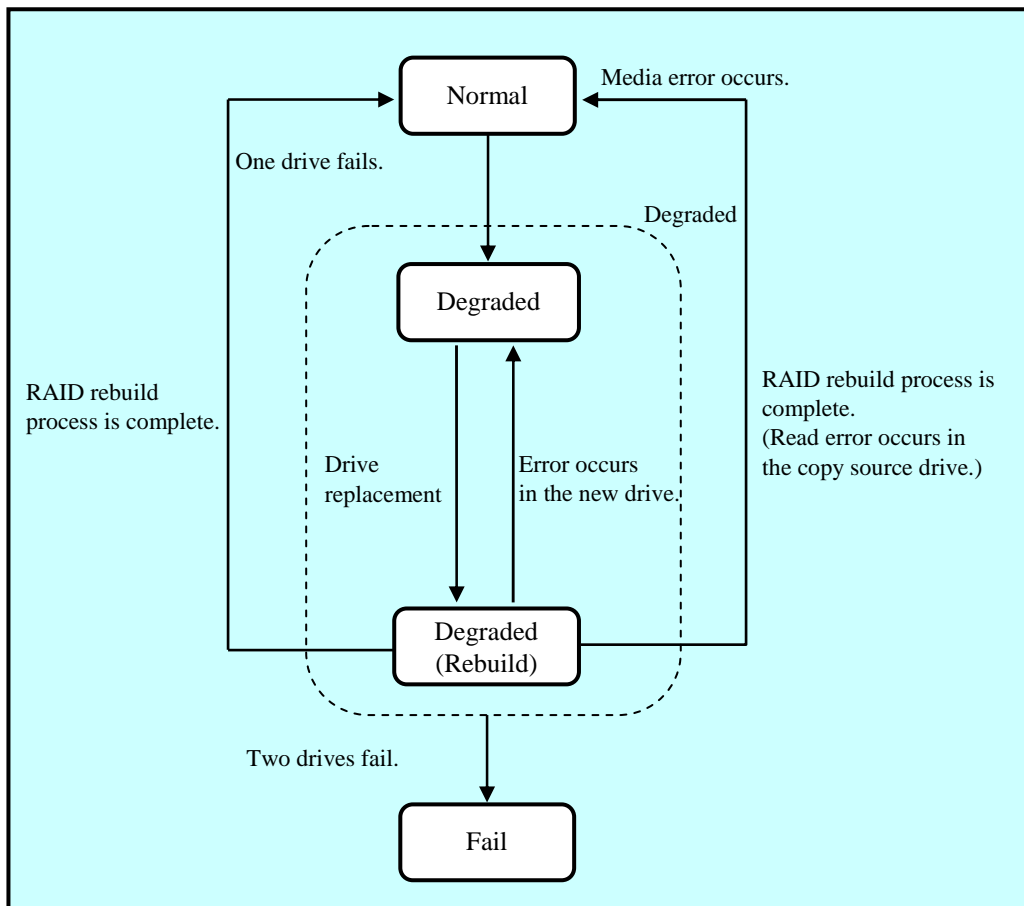 Normal
Media error occurs.
One drive fails.
Degraded
Degraded
RAID rebuild
process is complete.
RAID rebuild process is
complete.
(Read error occurs in
the copy source drive.)
Drive
replacement
Error occurs
in the new drive.
Degraded
(Rebuild)
Two drives fail.
Fail